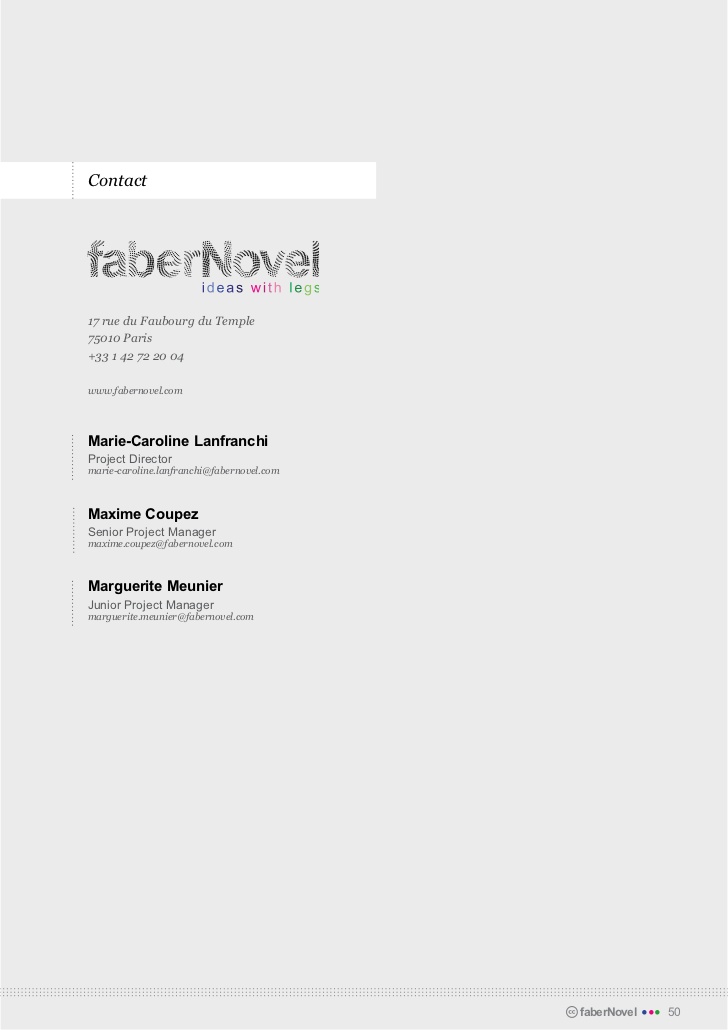 Contact
faberNovel
ideas with legs
17 rue du Faubourg du Temple
75010 Paris
+33 1 42 72 20 04
www.fabernovel.com
Marie-Caroline Lanfranchi
Project Director
marie-caroline.lanfranchi@fabernovel.com
Maxime Coupez
Senior Project Manager
maxime.coupez@fabernovel.com
Marguerite Meunier
Junior Project Manager
marguerite.meunier@fabernovel.com
cc faberNovel 50